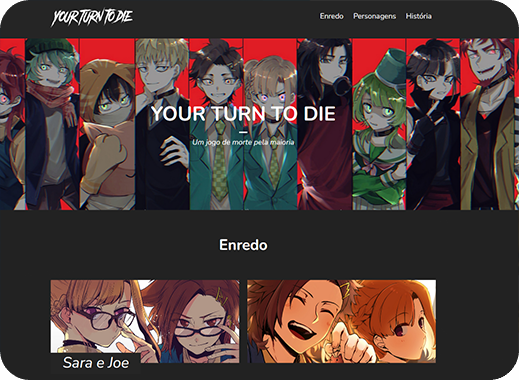 YOUR TURN TO DIE
Enredo Personagens História
YOUR TURN TO DIE
Um jogo de morte pela maioria
Enredo
Sara e Joe